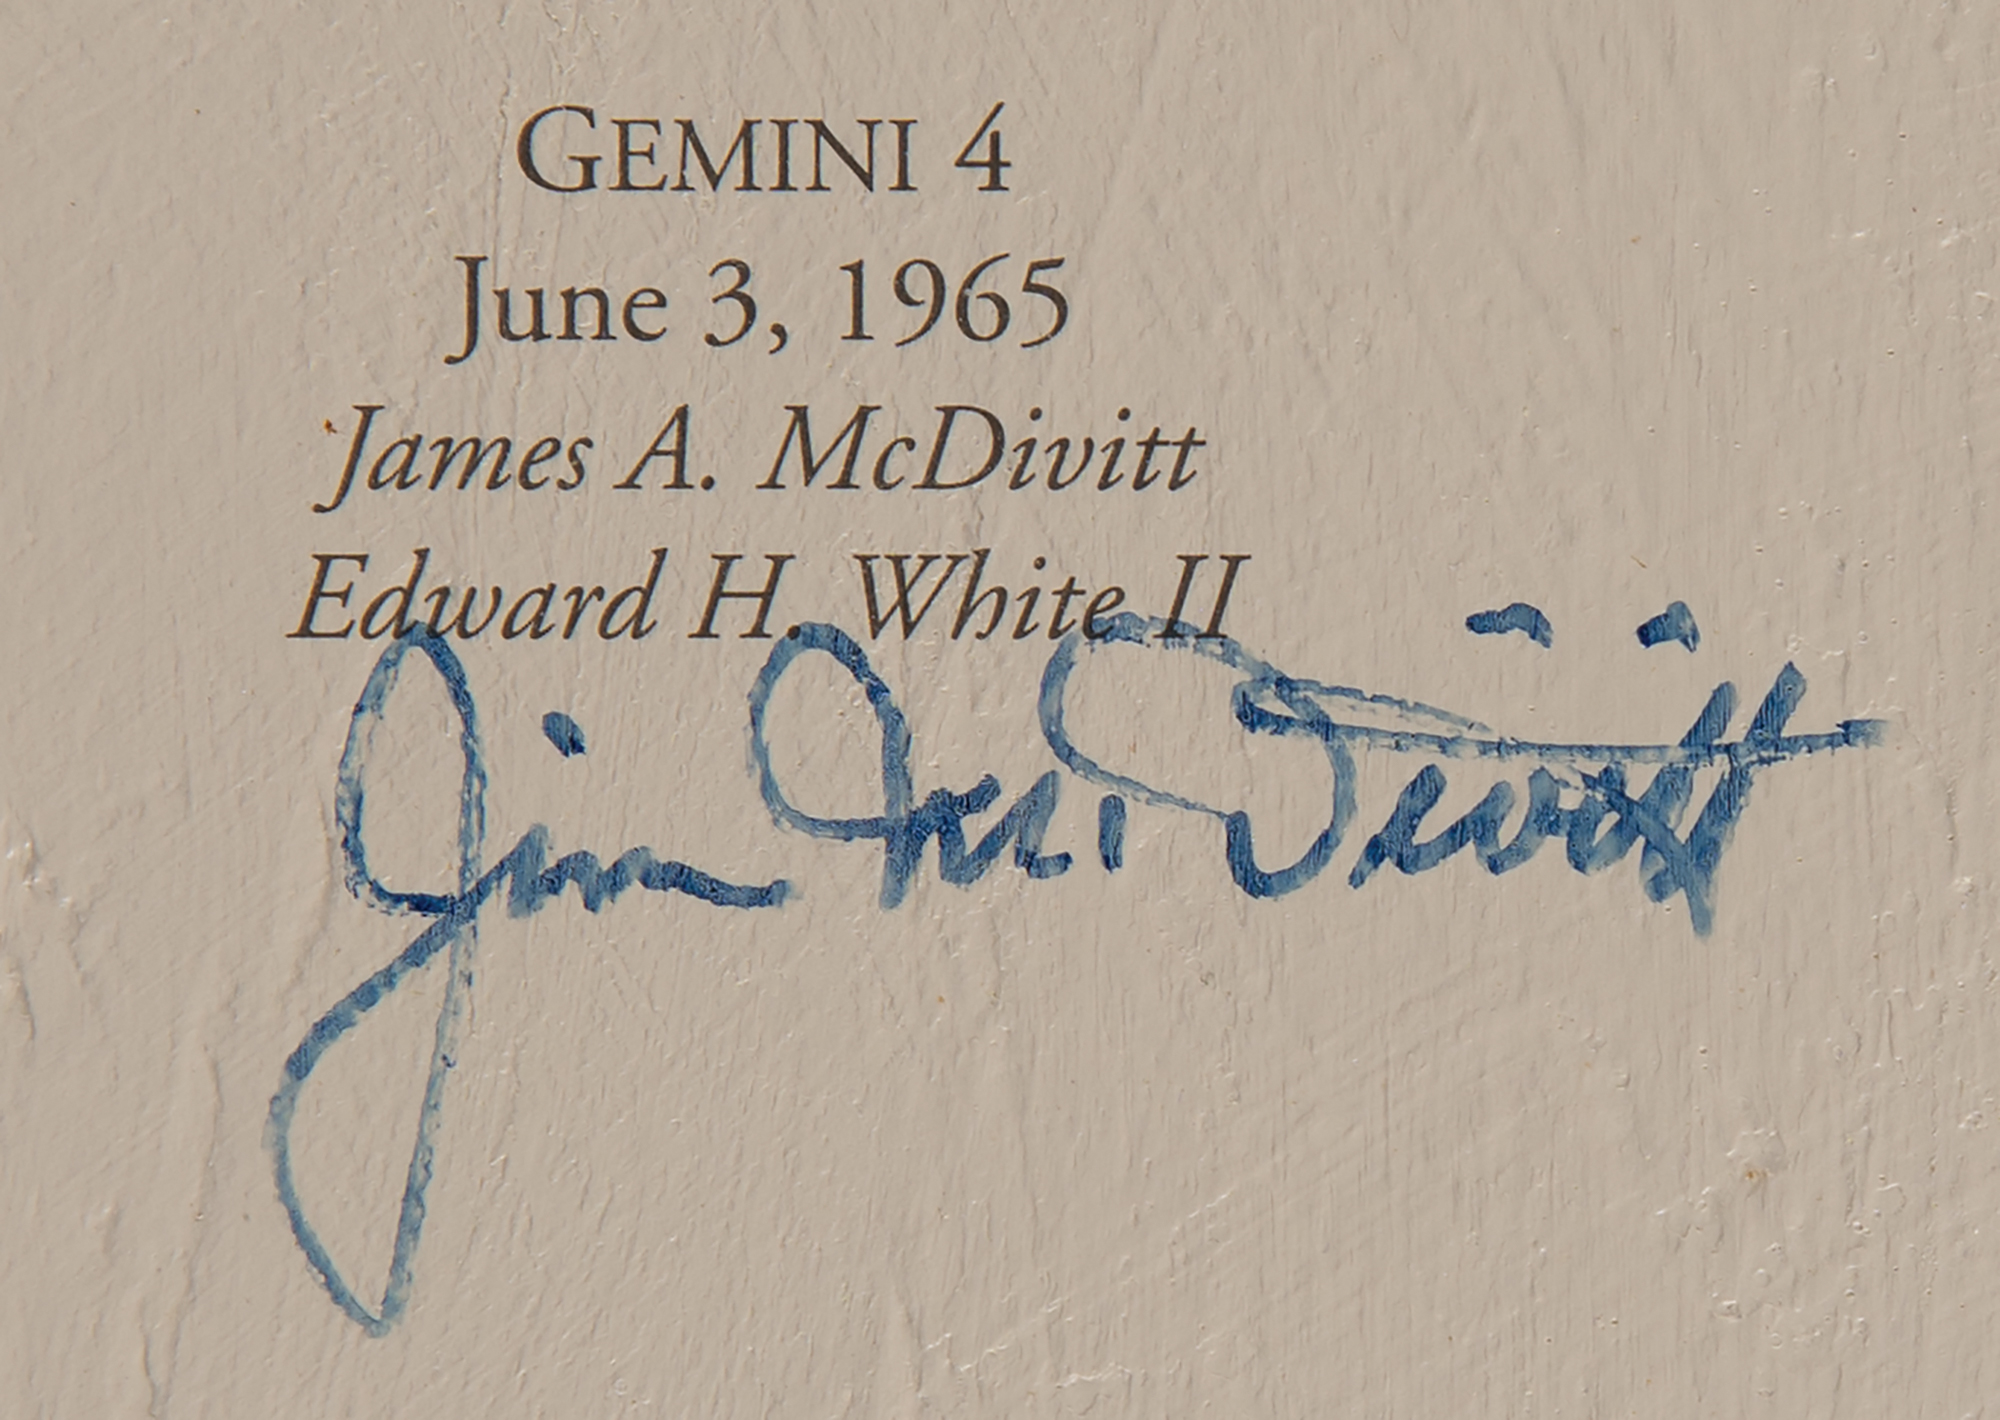 GEMINI 4
June 3, 1965
James A. McDivitt
Edward H. White II
Jim McDivitt